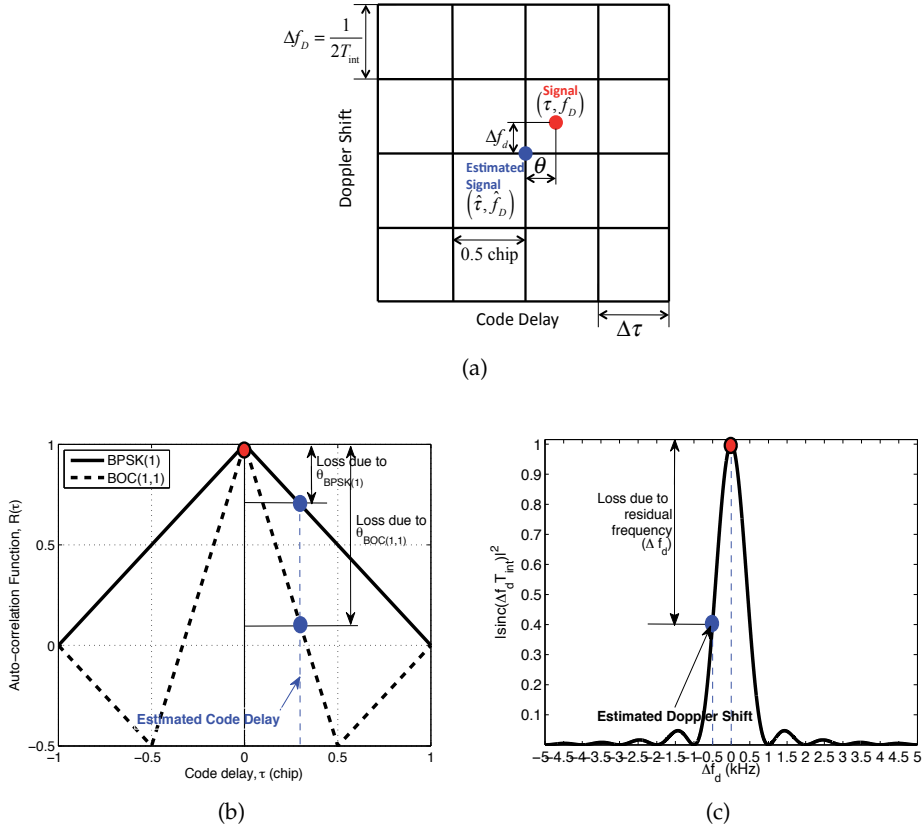 Δf_D = 1/(2T_int)
Doppler Shift
Signal
(τ, f_D)
Δf_d
Estimated
Signal
θ
(τ̂, f̂_D)
0.5 chip
Code Delay
Δτ
(a)
Auto−correlation Function, R(τ)
1
0.5
0
−0.5
BPSK(1)
BOC(1,1)
Loss due to
θ_BPSK(1)
Loss due to
θ_BOC(1,1)
Estimated Code Delay
−1 −0.5 0 0.5 1
Code delay, τ (chip)
(b)
|sinc(Δf_d T_int)|²
1
0.9
0.8
0.7
0.6
0.5
0.4
0.3
0.2
0.1
Loss due to
residual
frequency
(Δ f_d)
Estimated Doppler Shift
−5−4.5−4−3.5−3−2.5−2−1.5−1−0.5 0 0.5 1 1.5 2 2.5 3 3.5 4 4.5 5
Δf_d (kHz)
(c)